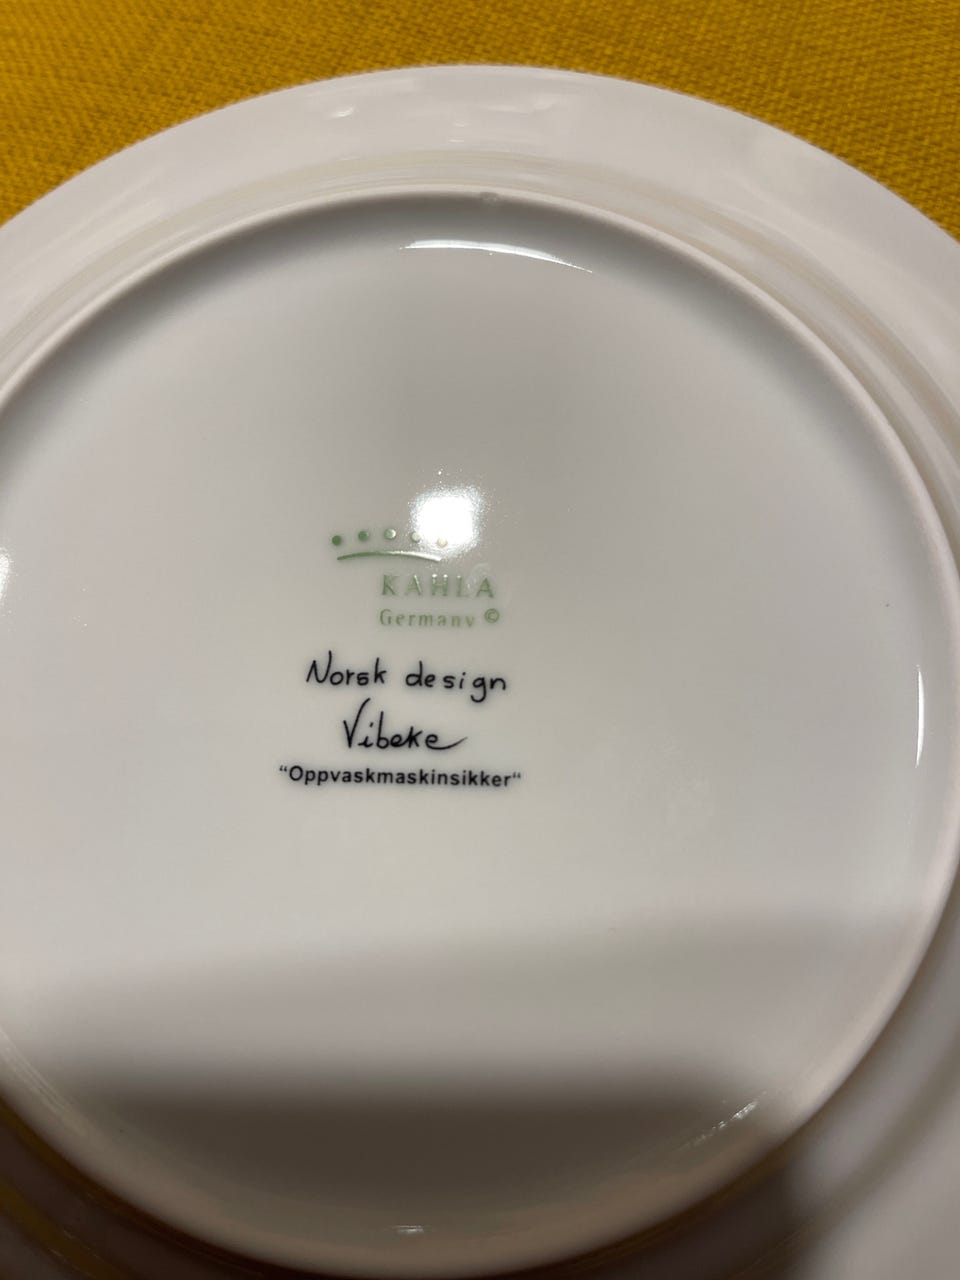 KAHLA
Germany ©
Norsk design
Vibeke
“Oppvaskmaskinsikker“